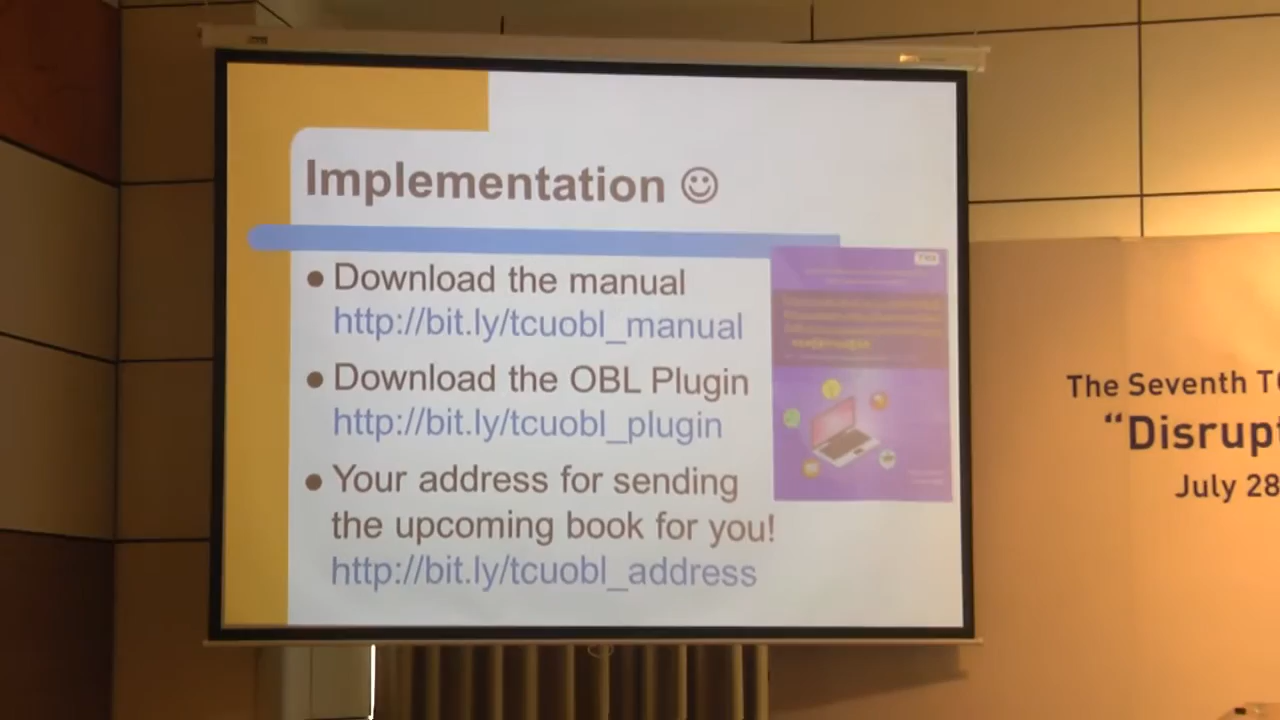 Implementation ☺
• Download the manual
http://bit.ly/tcuobl_manual
• Download the OBL Plugin
http://bit.ly/tcuobl_plugin
• Your address for sending
the upcoming book for you!
http://bit.ly/tcuobl_address
The Seventh
“Disrupt
July 28